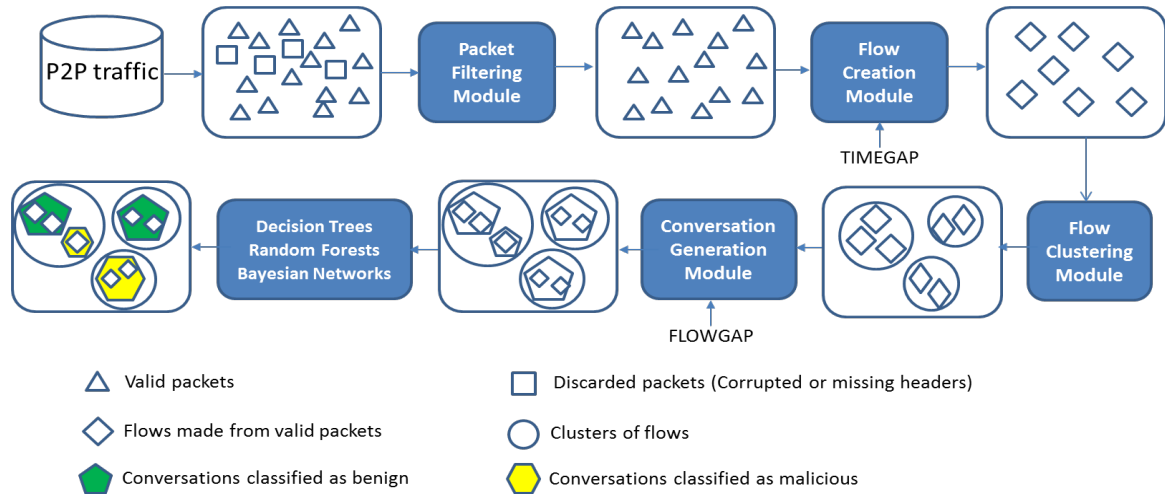 P2P traffic
Packet
Filtering
Module
Flow
Creation
Module
TIMEGAP
Decision Trees
Random Forests
Bayesian Networks
Conversation
Generation
Module
Flow
Clustering
Module
FLOWGAP
Valid packets
Discarded packets (Corrupted or missing headers)
Flows made from valid packets
Clusters of flows
Conversations classified as benign
Conversations classified as malicious